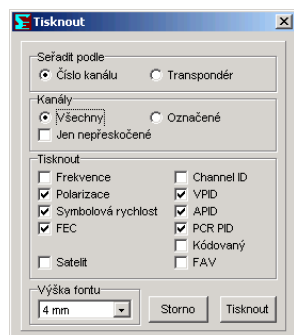 Tisknout
Seřadit podle
Číslo kanálu Transpondér
Kanály
Všechny Označené
Jen nepřeskočené
Tisknout
Frekvence Channel ID
Polarizace VPID
Symbolová rychlost APID
FEC PCR PID
Kódovaný
Satelit FAV
Výška fontu
4 mm Storno Tisknout